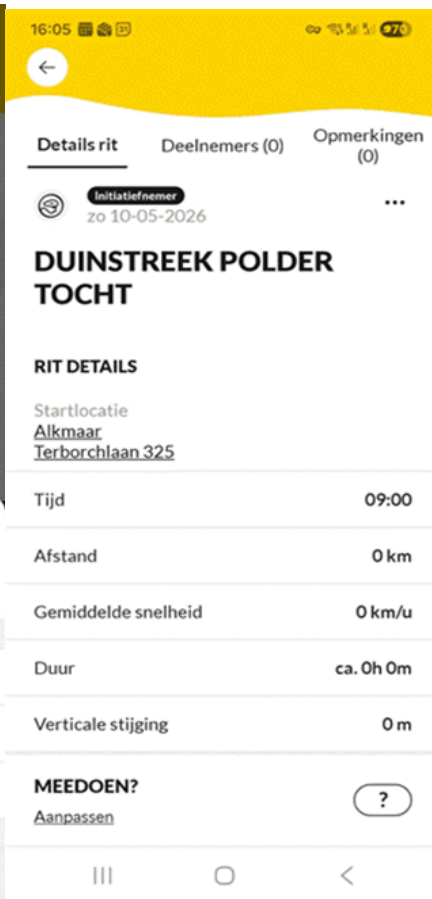 16:05
70
Details rit
Deelnemers (0)
Opmerkingen
(0)
Initiatiefnemer
zo 10-05-2026
DUINSTREEK POLDER
TOCHT
RIT DETAILS
Startlocatie
Alkmaar
Terborchlaan 325
Tijd 09:00
Afstand 0 km
Gemiddelde snelheid 0 km/u
Duur ca. 0h 0m
Verticale stijging 0 m
MEEDOEN?
Aanpassen
?